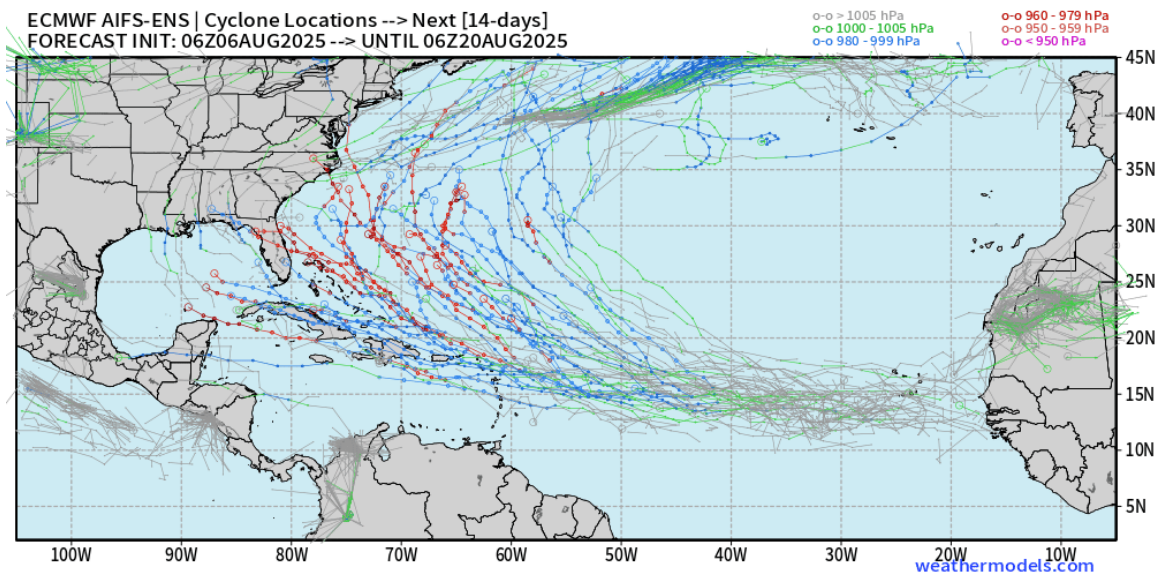 ECMWF AIFS-ENS | Cyclone Locations --> Next [14-days]
FORECAST INIT: 06Z06AUG2025 --> UNTIL 06Z20AUG2025
o-o > 1005 hPa
o-o 1000 - 1005 hPa
o-o 980 - 999 hPa
o-o 960 - 979 hPa
o-o 950 - 959 hPa
o-o < 950 hPa
45N
40N
35N
30N
25N
20N
15N
10N
5N
100W 90W 80W 70W 60W 50W 40W 30W 20W 10W
weathermodels.com